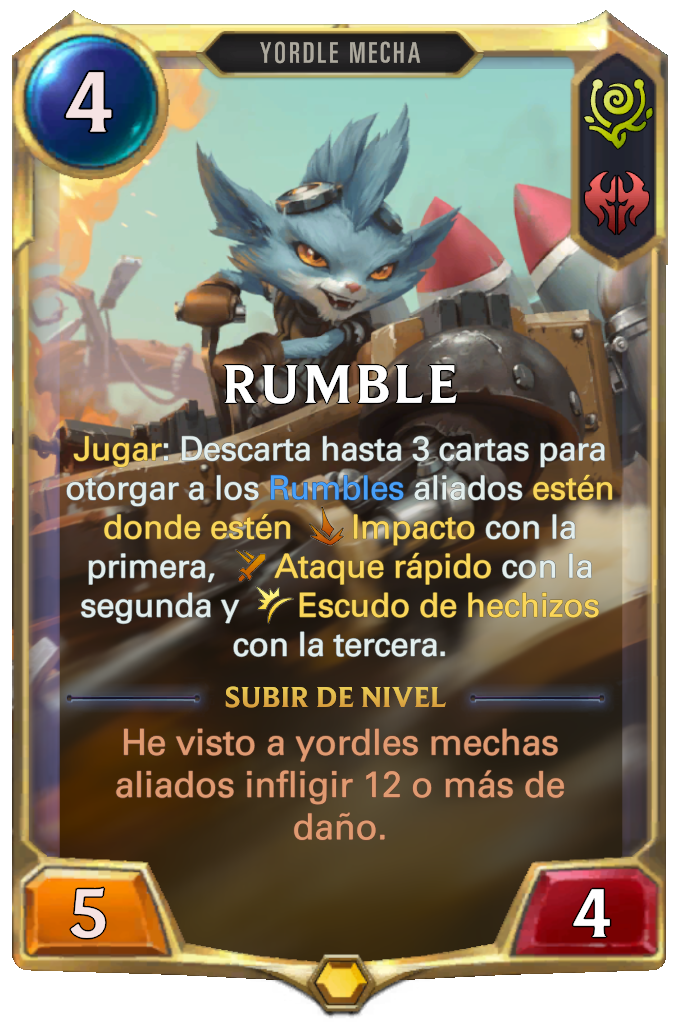 YORDLE MECHA
4
RUMBLE
Jugar: Descarta hasta 3 cartas para
otorgar a los Rumbles aliados estén
donde estén Impacto con la
primera, Ataque rápido con la
segunda y Escudo de hechizos
con la tercera.
SUBIR DE NIVEL
He visto a yordles mechas
aliados infligir 12 o más de
daño.
5
4